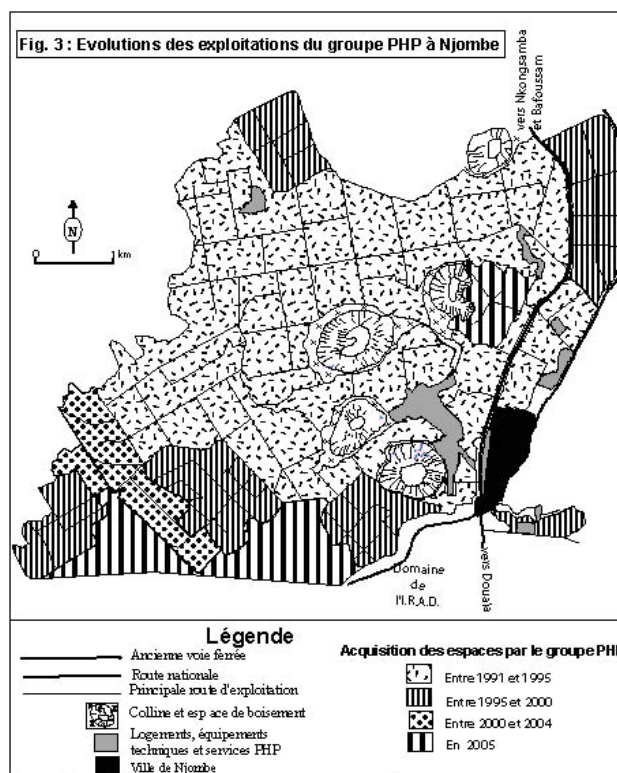 Fig. 3 : Evolutions des exploitations du groupe PHP à Njombe
vers Nkongsamba
et Bafoussam
N
0 km
Domaine
de
l'I.R.A.D.
vers Douala
Légende
Ancienne voie ferrée
Route nationale
Principale route d'exploitation
Colline et espace de boisement
Logements, équipements
techniques et services PHP
Ville de Njombe
Acquisition des espaces par le groupe PHP
Entre 1991 et 1995
Entre 1995 et 2000
Entre 2000 et 2004
En 2005